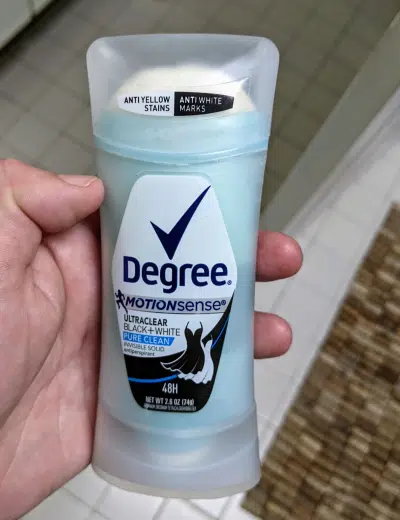 ANTI YELLOW STAINS
ANTI WHITE MARKS
Degree®
MOTIONsense®
ULTRACLEAR
BLACK+WHITE
PURE CLEAN
INVISIBLE SOLID
antiperspirant
48H
NET WT 2.6 OZ (74g)